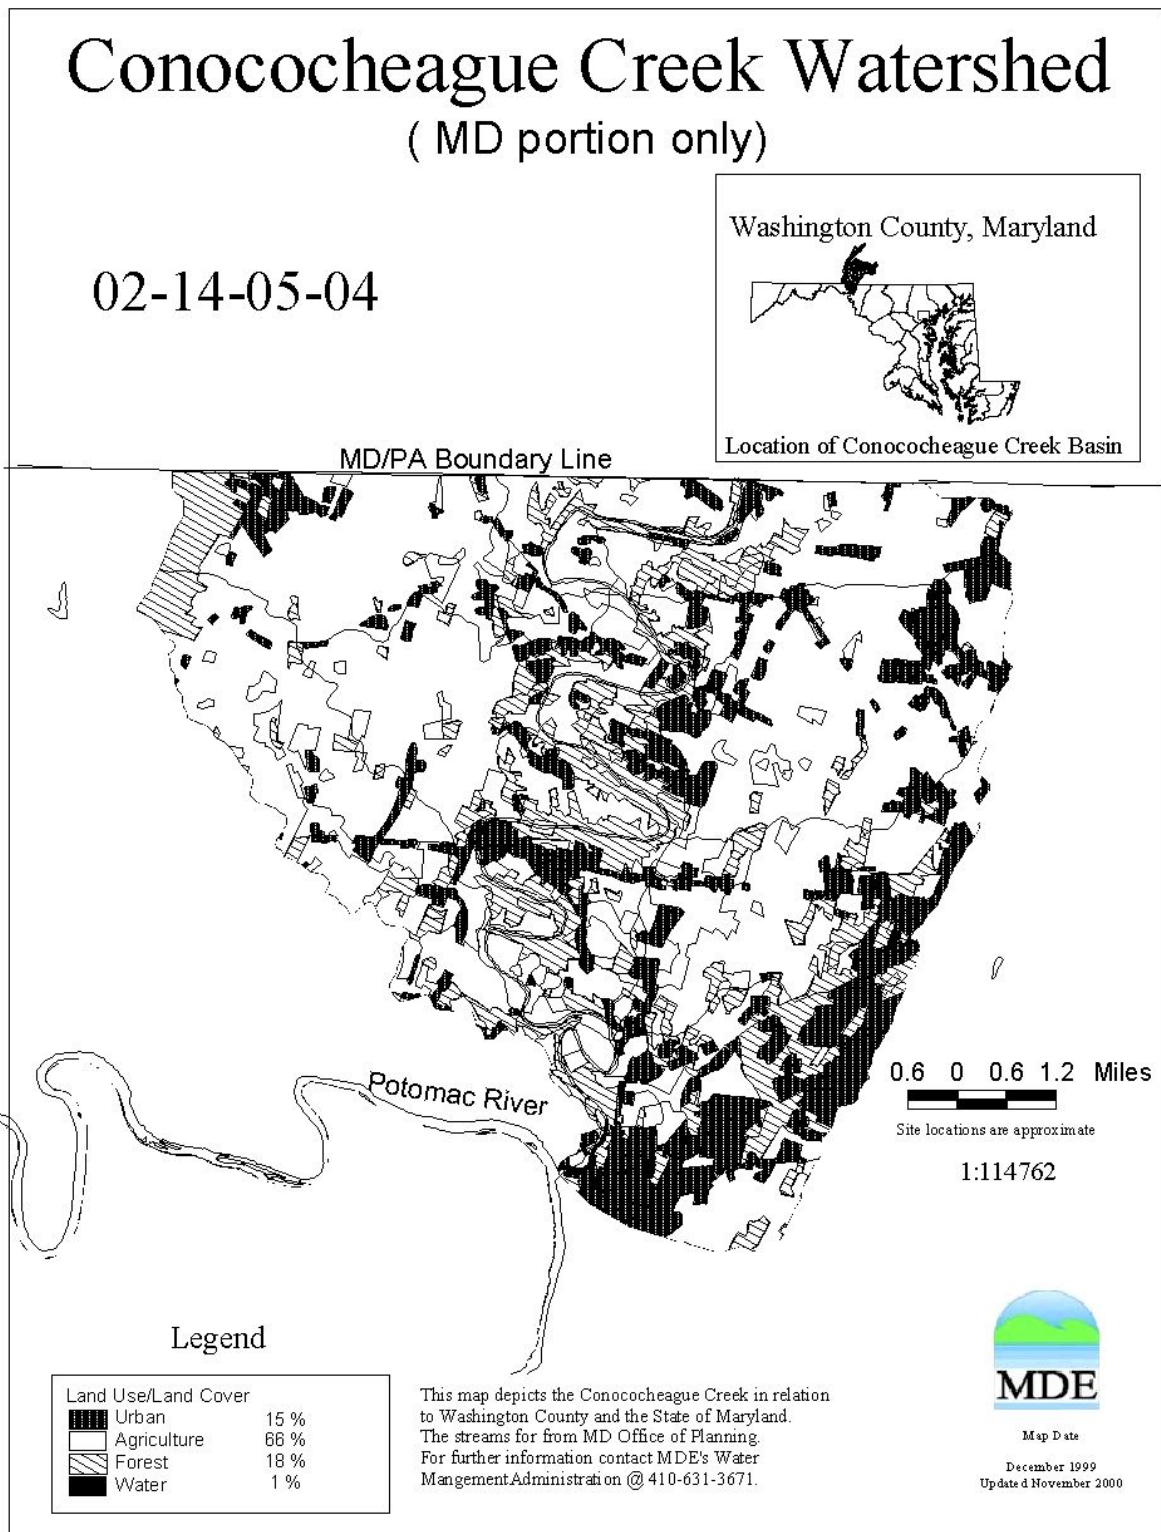 Conococheague Creek Watershed
( MD portion only)
Washington County, Maryland
02-14-05-04
Location of Conococheague Creek Basin
MD/PA Boundary Line
0.6 0 0.6 1.2 Miles
Potomac River
Site locations are approximate
1:114762
Legend
Land Use/Land Cover
Urban 15 %
Agriculture 66 %
Forest 18 %
Water 1 %
This map depicts the Conococheague Creek in relation
to Washington County and the State of Maryland.
The streams for from MD Office of Planning.
For further information contact MDE's Water
Mangement Administration @ 410-631-3671.
MDE
Map Date
December 1999
Updated November 2000